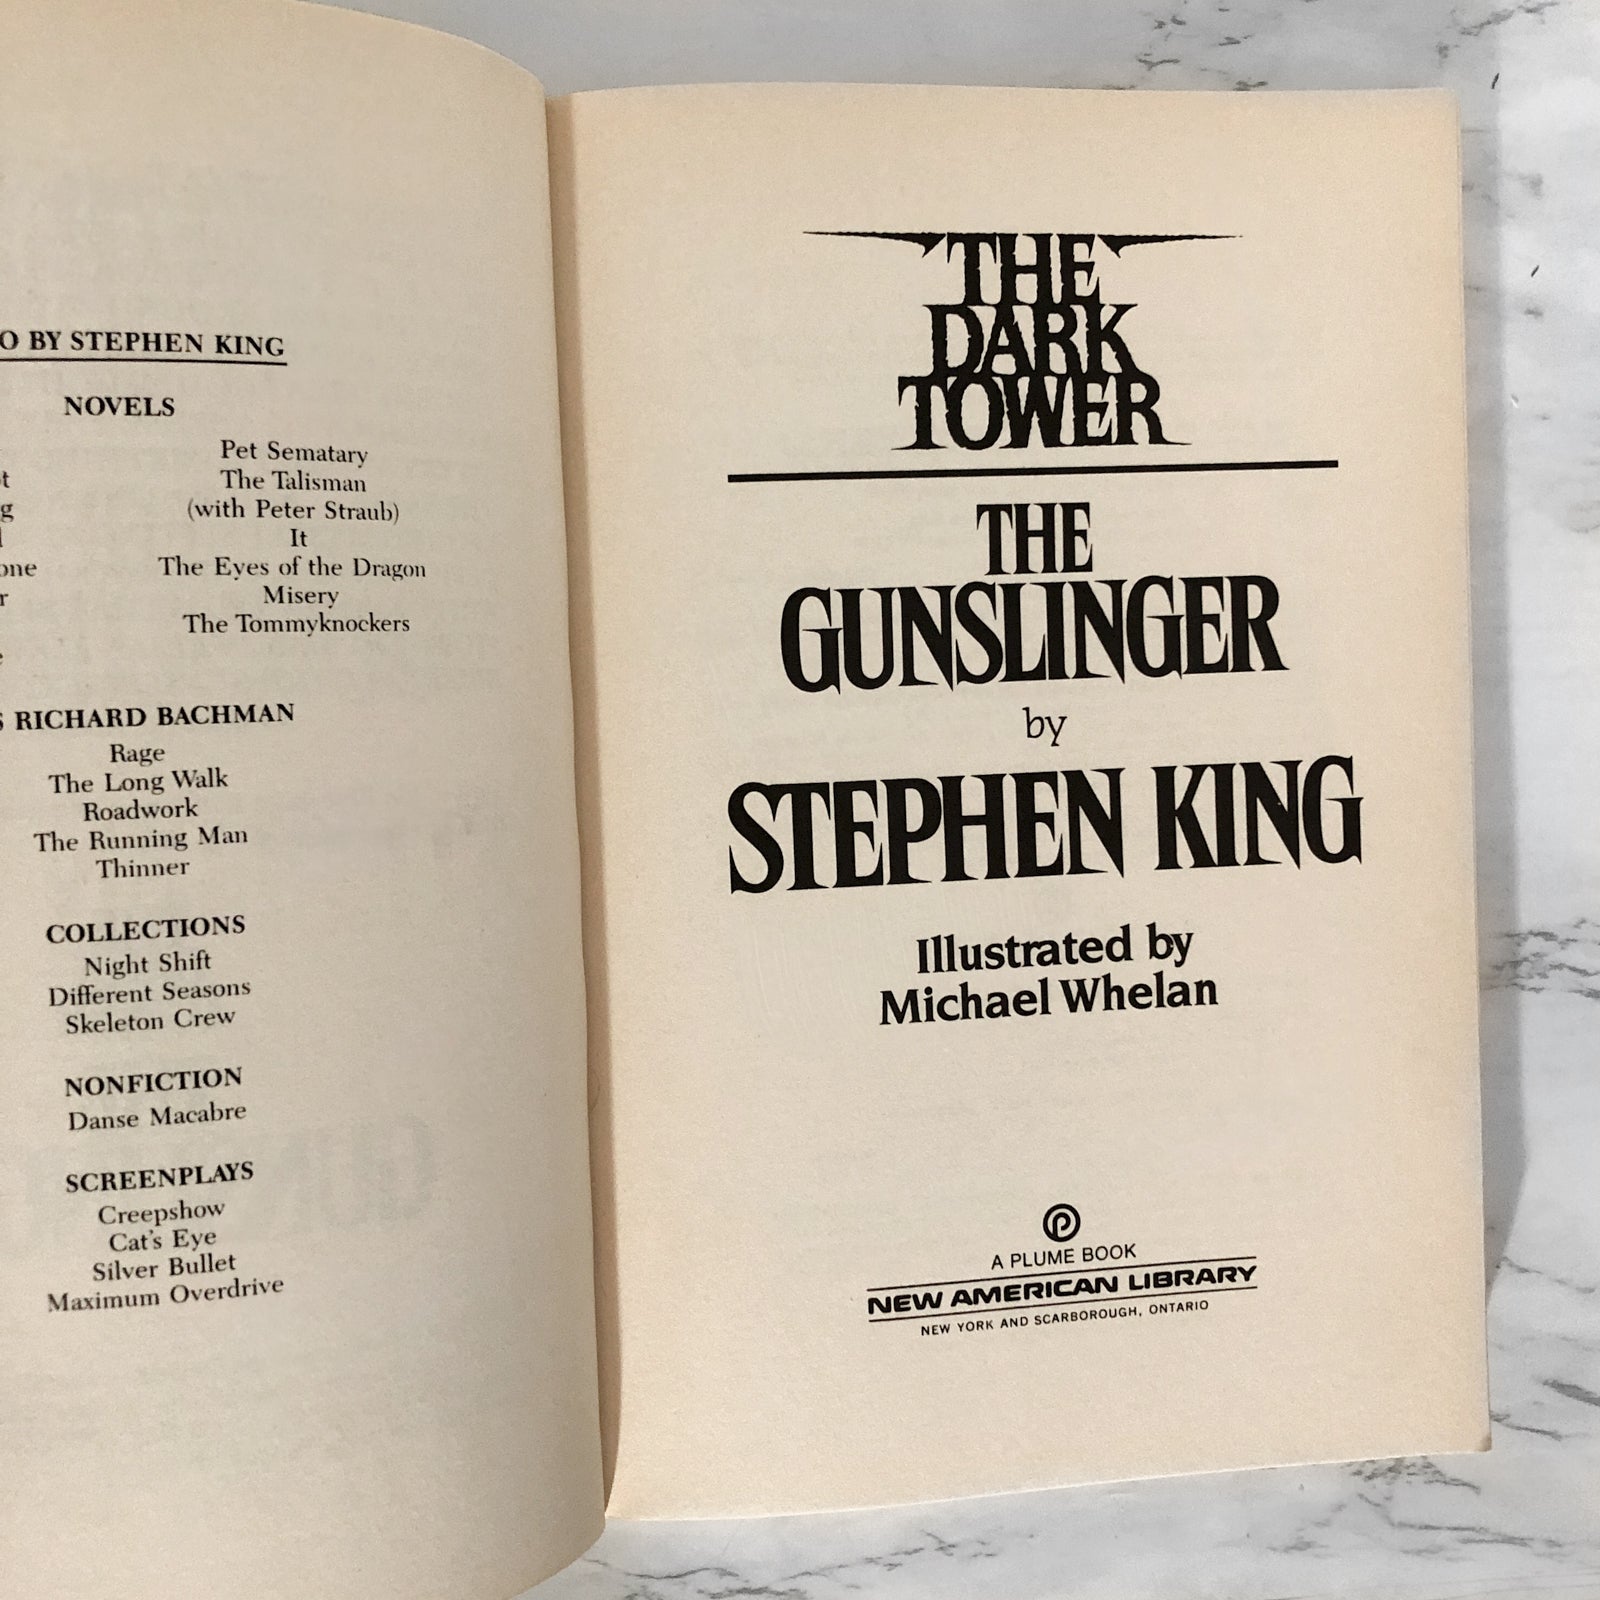 BY STEPHEN KING
NOVELS
Pet Sematary
The Talisman
(with Peter Straub)
It
The Eyes of the Dragon
Misery
The Tommyknockers
RICHARD BACHMAN
Rage
The Long Walk
Roadwork
The Running Man
Thinner
COLLECTIONS
Night Shift
Different Seasons
Skeleton Crew
NONFICTION
Danse Macabre
SCREENPLAYS
Creepshow
Cat's Eye
Silver Bullet
Maximum Overdrive
THE
DARK
TOWER
THE
GUNSLINGER
by
STEPHEN KING
Illustrated by
Michael Whelan
A PLUME BOOK
NEW AMERICAN LIBRARY
NEW YORK AND SCARBOROUGH, ONTARIO